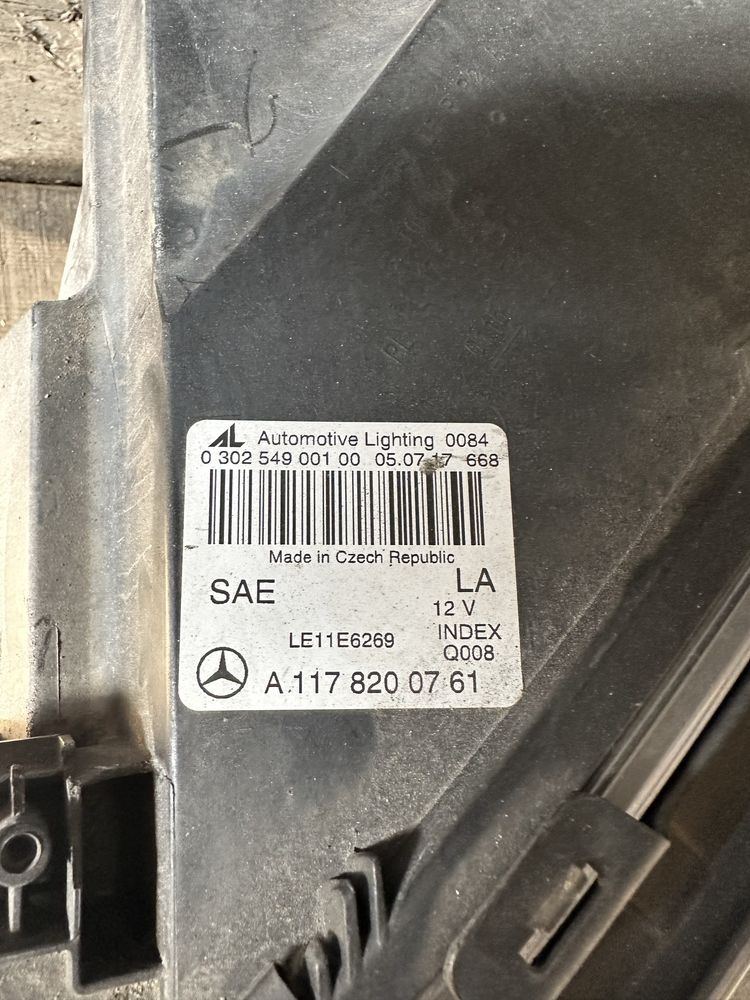 AL Automotive Lighting 0084
0 302 549 001 00 05.07.17 668
Made in Czech Republic
SAE LA
12 V
LE11E6269 INDEX
Q008
A 117 820 07 61